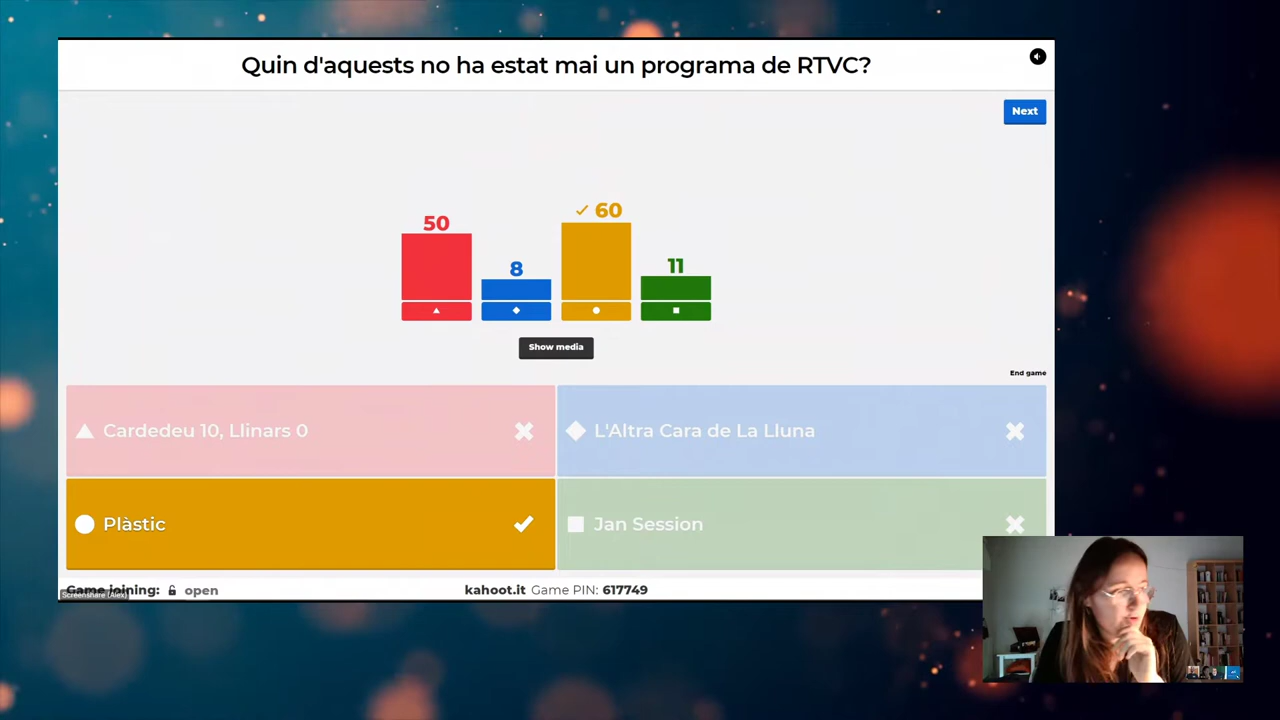 Quin d'aquests no ha estat mai un programa de RTVC?
Next
50
8
60
11
Show media
End game
Cardedeu 10, Llinars 0
L'Altra Cara de La Lluna
Plàstic
Jan Session
Game joining: open
kahoot.it Game PIN: 617749
Screenshare (Alex)